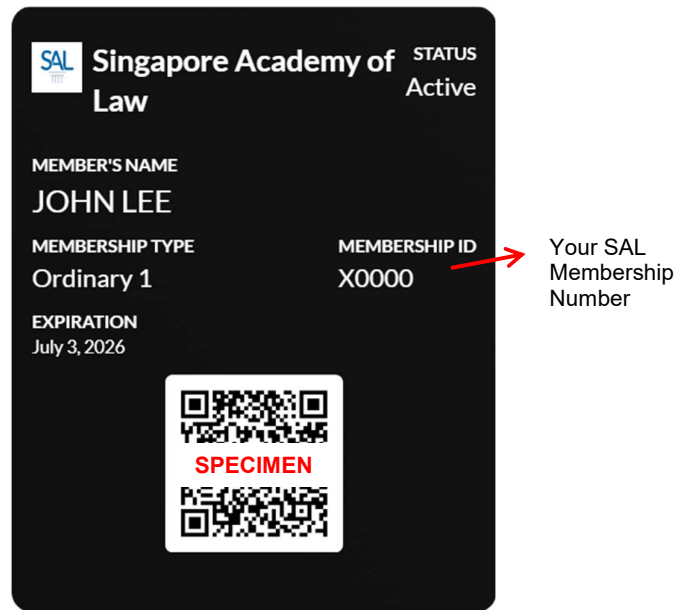 SAL
Singapore Academy of
Law
STATUS
Active
MEMBER'S NAME
JOHN LEE
MEMBERSHIP TYPE
Ordinary 1
MEMBERSHIP ID
X0000
EXPIRATION
July 3, 2026
SPECIMEN
Your SAL
Membership
Number